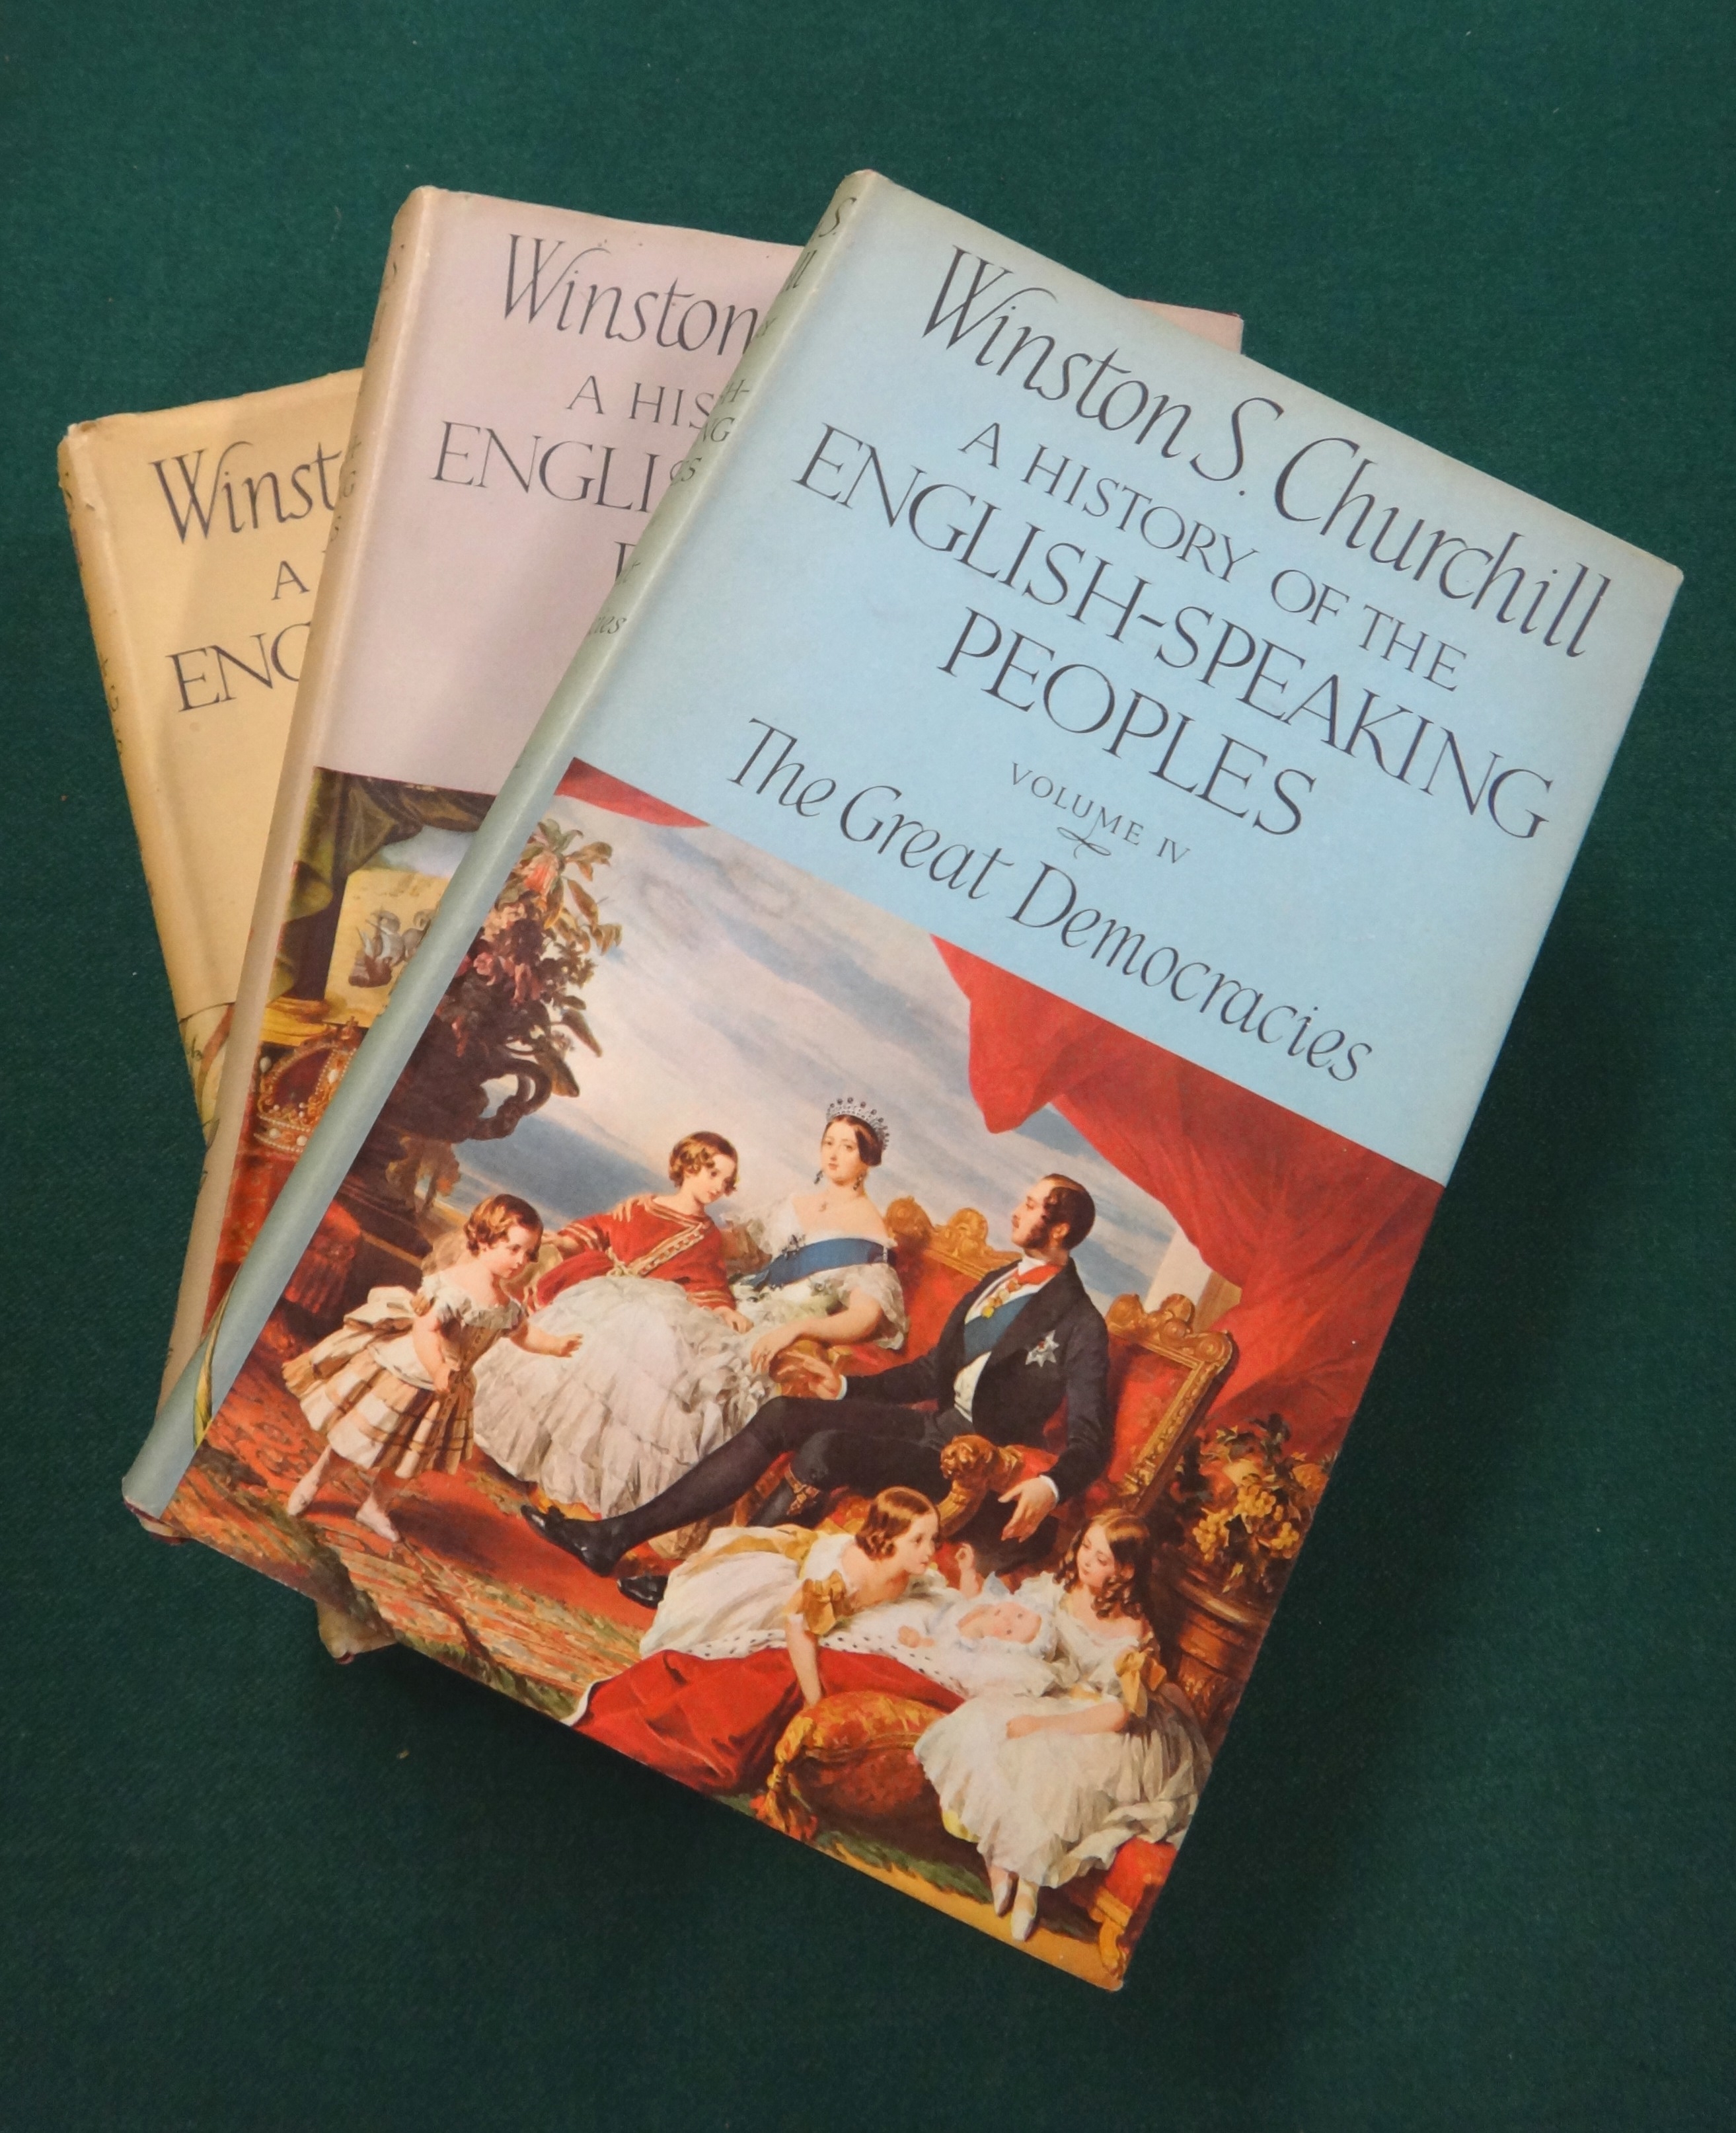 Winst
A
ENG
Winston
A HIS
ENGLIS
P
Winston S. Churchill
A HISTORY OF THE
ENGLISH-SPEAKING
PEOPLES
VOLUME IV
The Great Democracies